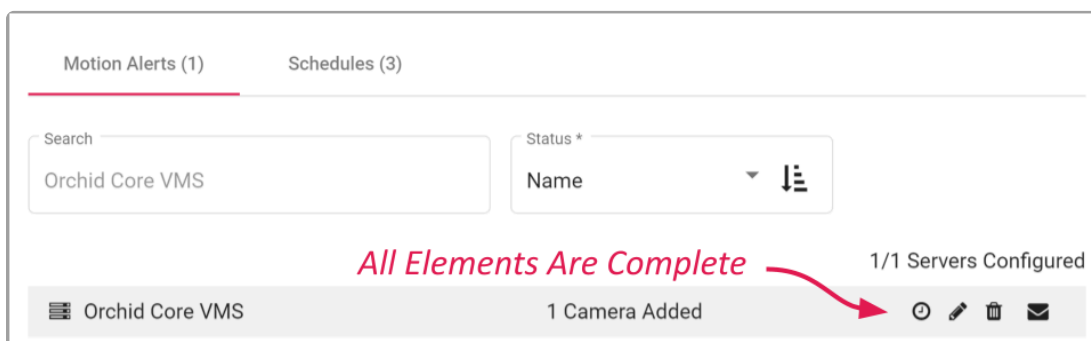 Motion Alerts (1) Schedules (3)
Search Status *
Orchid Core VMS Name
All Elements Are Complete 1/1 Servers Configured
Orchid Core VMS 1 Camera Added